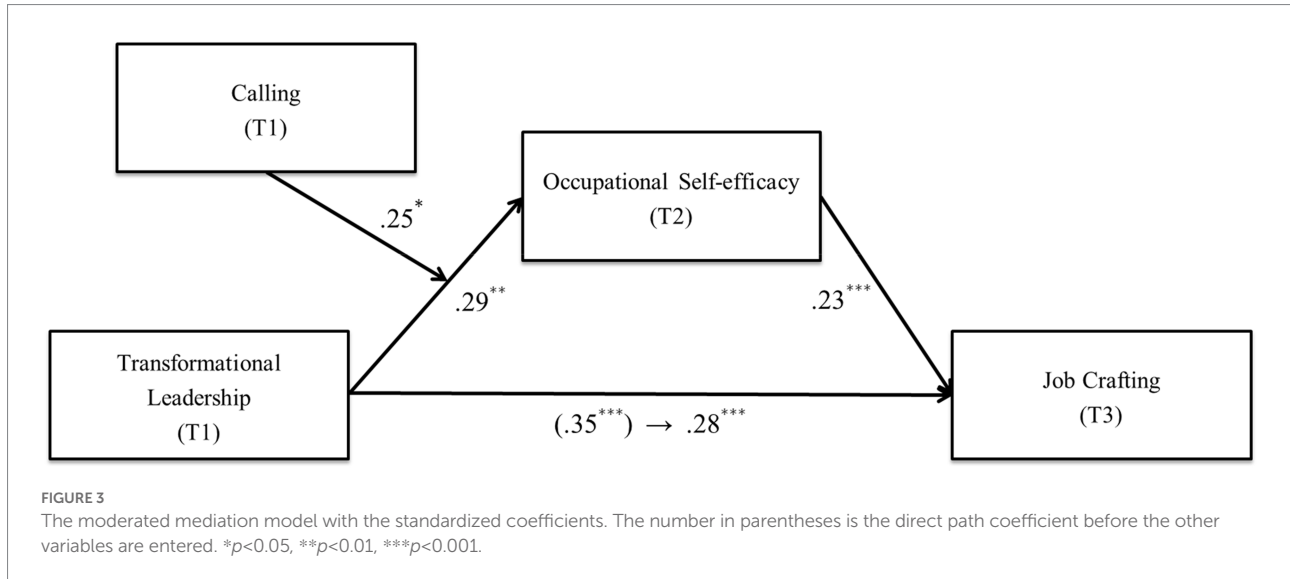 Calling
(T1)
.25*
Occupational Self-efficacy
(T2)
.29**
.23***
Transformational
Leadership
(T1)
Job Crafting
(T3)
(.35***) → .28***
FIGURE 3
The moderated mediation model with the standardized coefficients. The number in parentheses is the direct path coefficient before the other
variables are entered. *p<0.05, **p<0.01, ***p<0.001.